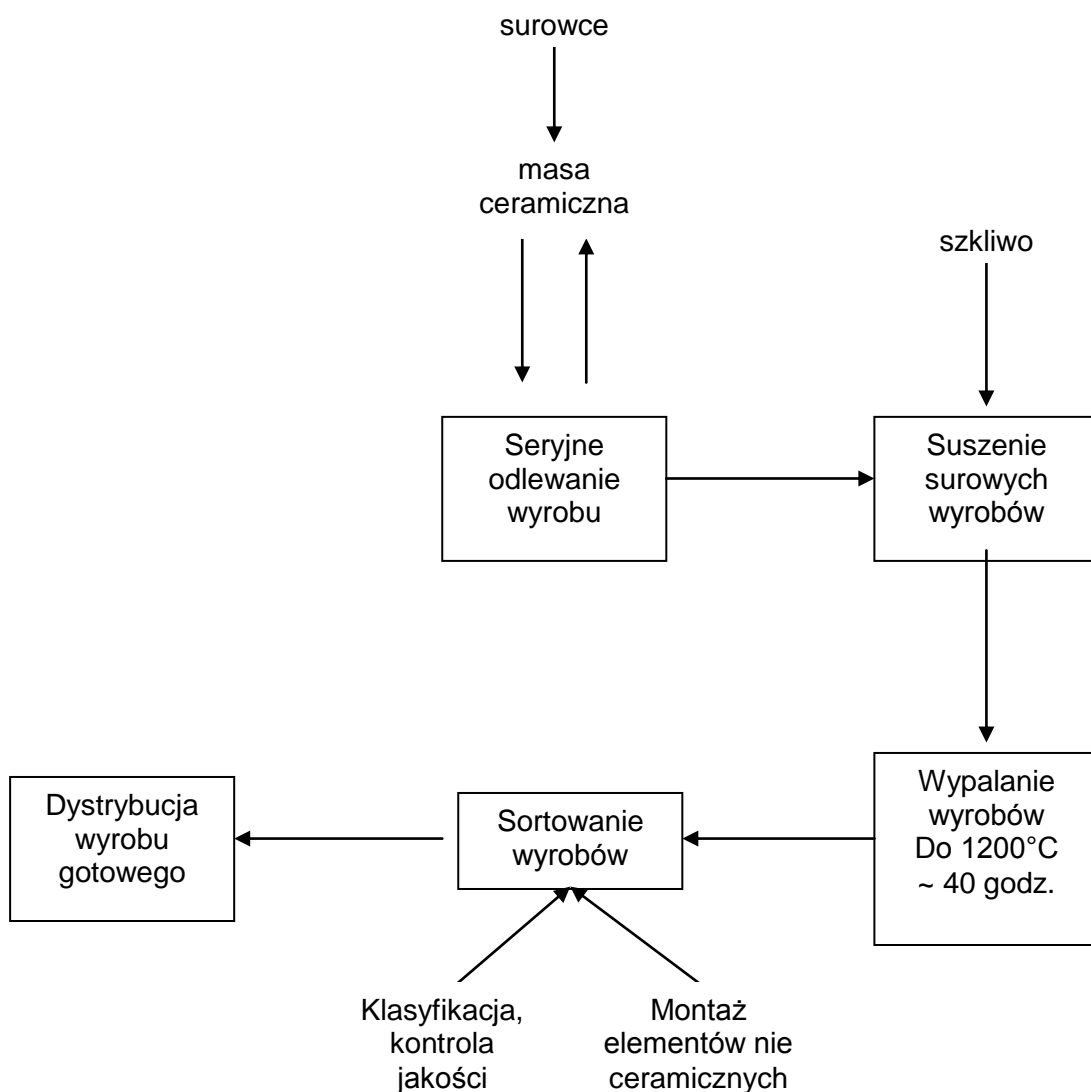 surowce
masa
ceramiczna
szkliwo
Seryjne
odlewanie
wyrobu
Suszenie
surowych
wyrobów
Wypalanie
wyrobów
Do 1200°C
~ 40 godz.
Sortowanie
wyrobów
Dystrybucja
wyrobu
gotowego
Klasyfikacja,
kontrola
jakości
Montaż
elementów nie
ceramicznych